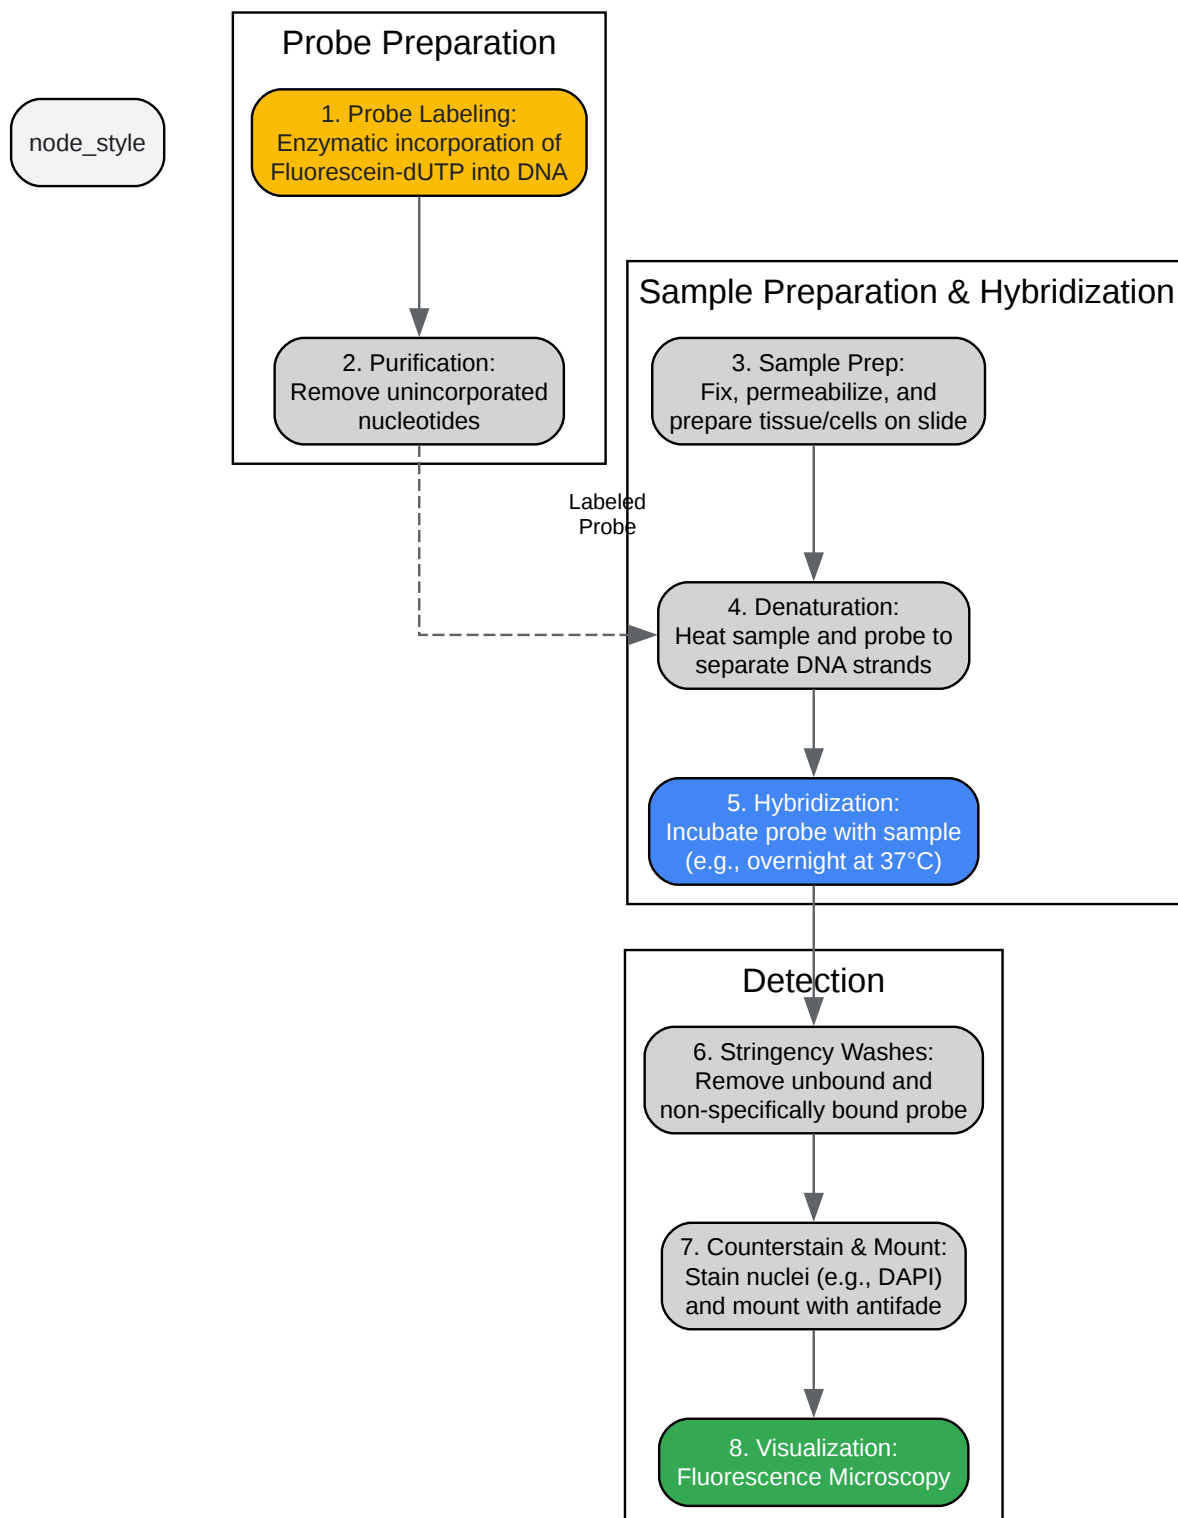 Probe Preparation
node_style
1. Probe Labeling:
Enzymatic incorporation of
Fluorescein-dUTP into DNA
2. Purification:
Remove unincorporated
nucleotides
Labeled
Probe
Sample Preparation & Hybridization
3. Sample Prep:
Fix, permeabilize, and
prepare tissue/cells on slide
4. Denaturation:
Heat sample and probe to
separate DNA strands
5. Hybridization:
Incubate probe with sample
(e.g., overnight at 37°C)
Detection
6. Stringency Washes:
Remove unbound and
non-specifically bound probe
7. Counterstain & Mount:
Stain nuclei (e.g., DAPI)
and mount with antifade
8. Visualization:
Fluorescence Microscopy